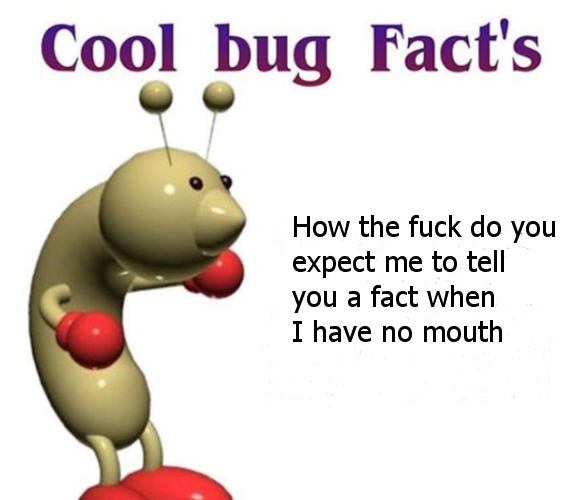 Cool bug Fact's
How the fuck do you
expect me to tell
you a fact when
I have no mouth